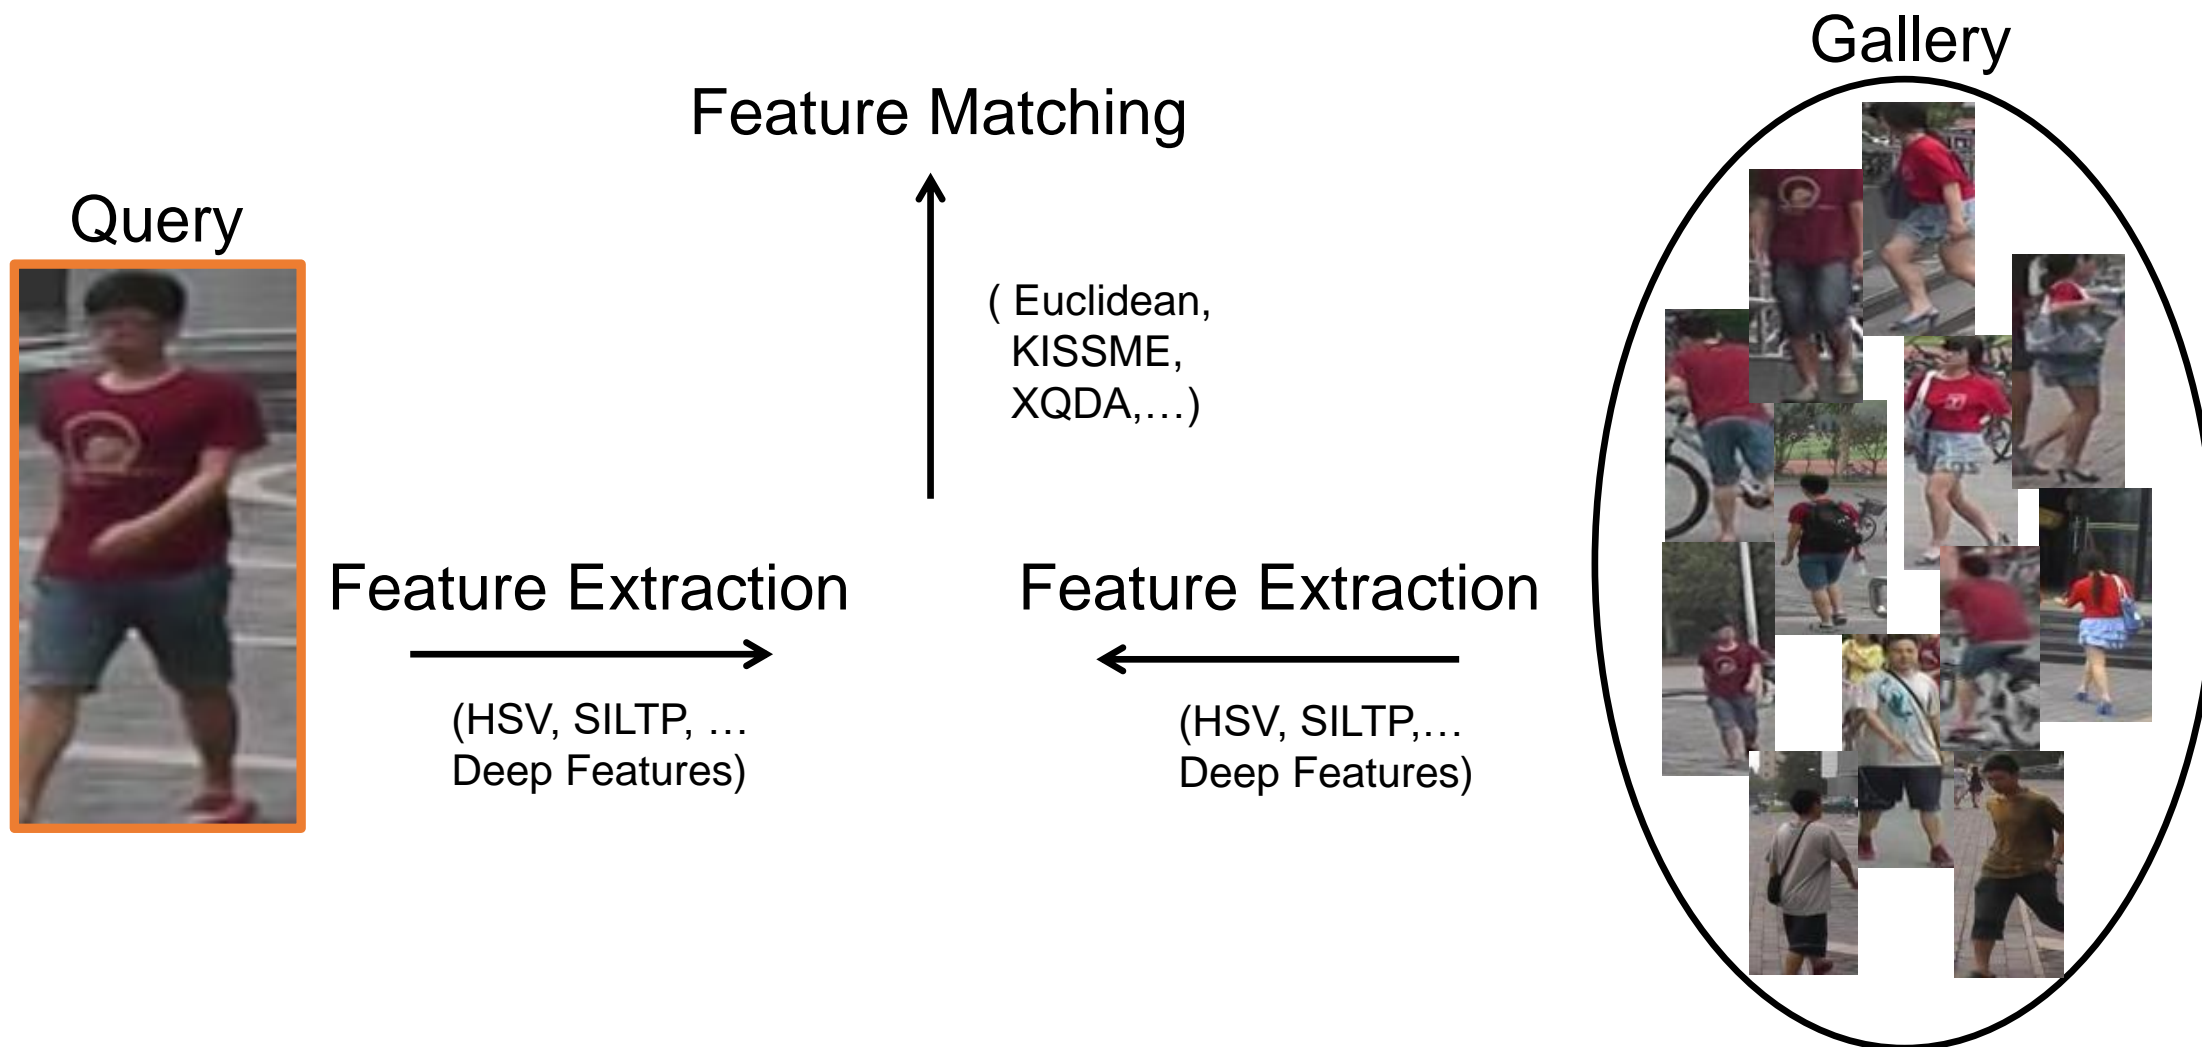 Gallery
Feature Matching
Query
( Euclidean,
KISSME,
XQDA,...)
Feature Extraction
(HSV, SILTP, ...
Deep Features)
Feature Extraction
(HSV, SILTP,...
Deep Features)